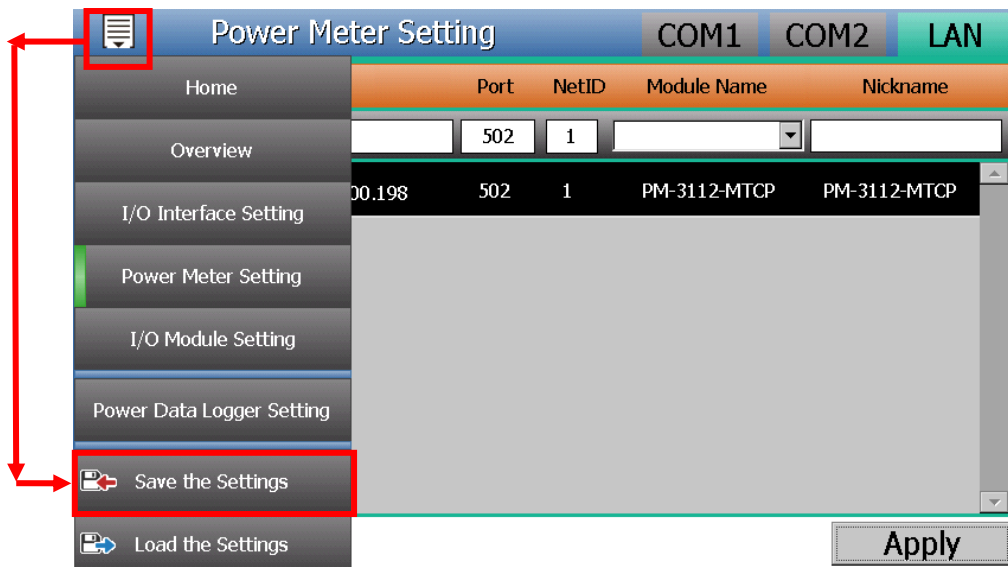 Power Meter Setting COM1 COM2 LAN
Home Port NetID Module Name Nickname
Overview 502 1
00.198 502 1 PM-3112-MTCP PM-3112-MTCP
I/O Interface Setting
Power Meter Setting
I/O Module Setting
Power Data Logger Setting
Save the Settings
Load the Settings Apply